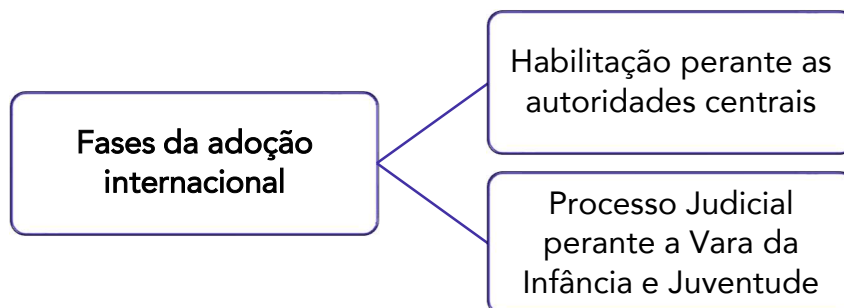 Fases da adoção
internacional
Habilitação perante as
autoridades centrais
Processo Judicial
perante a Vara da
Infância e Juventude